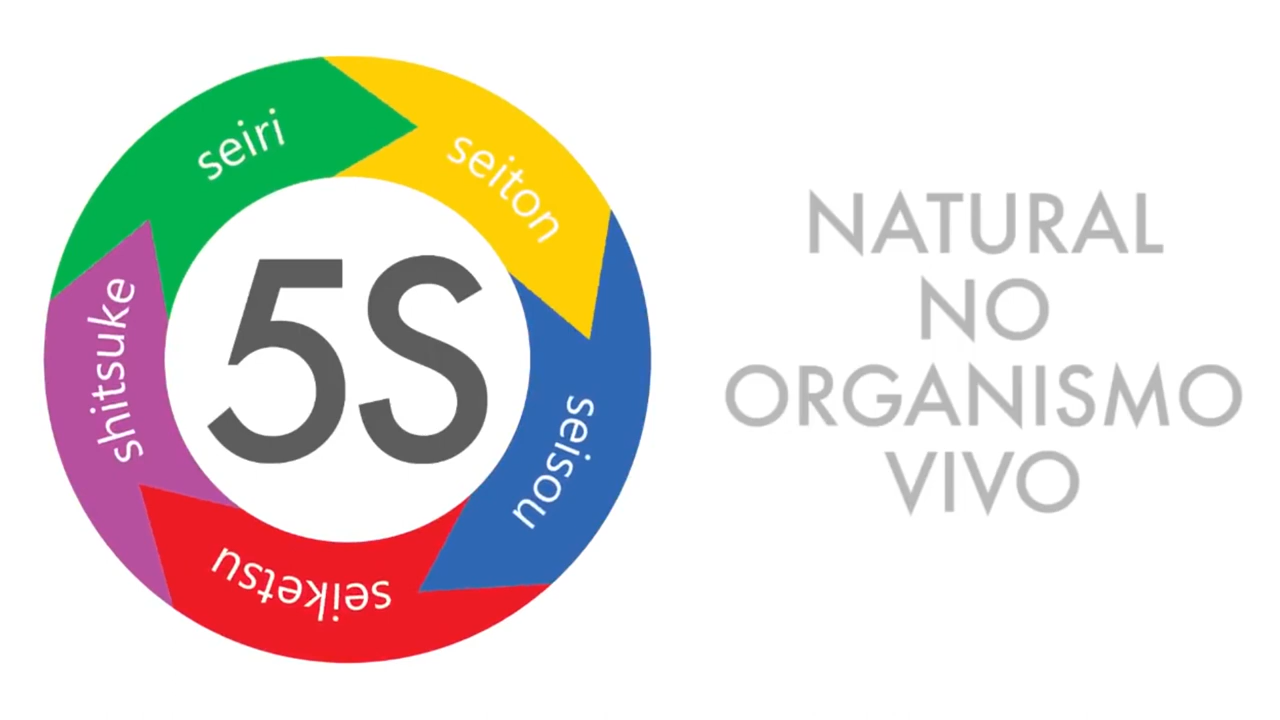 seiri
seiton
seisou
seiketsu
shitsuke
5S
NATURAL
NO
ORGANISMO
VIVO